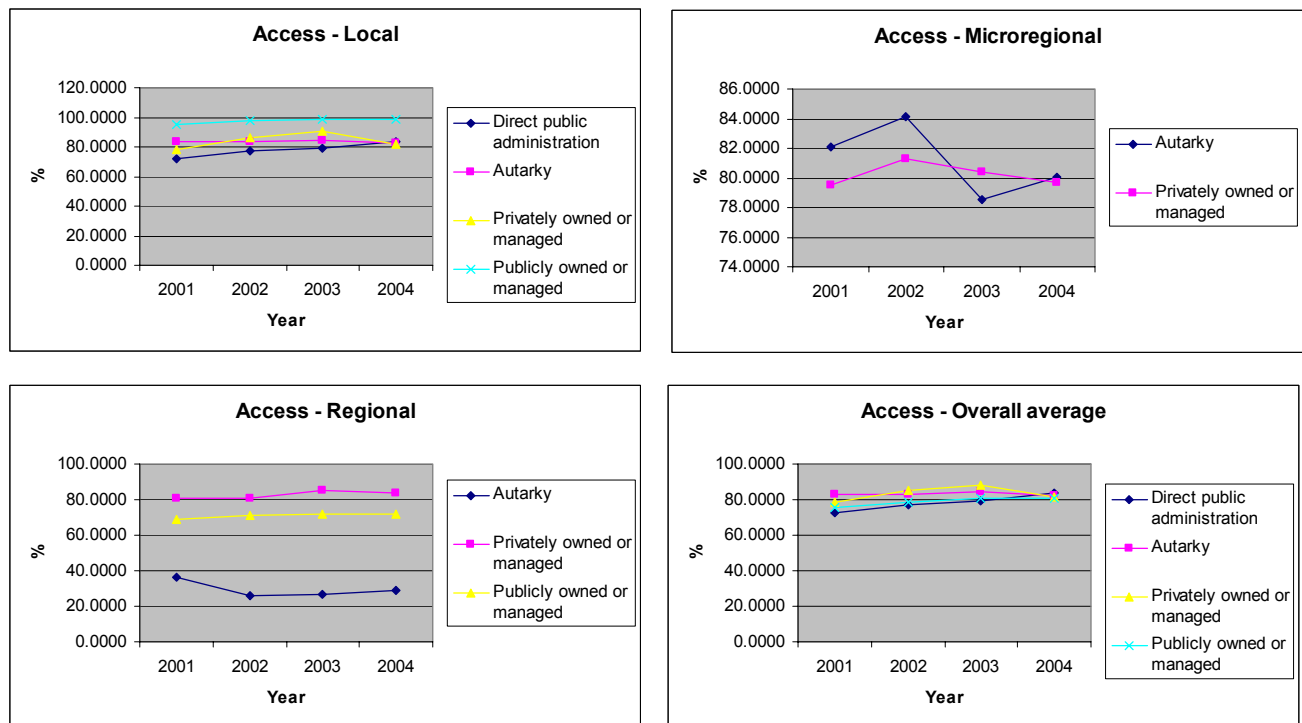 Access - Local
120.0000
100.0000
80.0000
60.0000
40.0000
20.0000
0.0000
%
2001 2002 2003 2004
Year
Direct public
administration
Autarky
Privately owned or
managed
Publicly owned or
managed
Access - Microregional
86.0000
84.0000
82.0000
80.0000
78.0000
76.0000
74.0000
%
2001 2002 2003 2004
Year
Autarky
Privately owned or
managed
Access - Regional
100.0000
80.0000
60.0000
40.0000
20.0000
0.0000
%
2001 2002 2003 2004
Year
Autarky
Privately owned or
managed
Publicly owned or
managed
Access - Overall average
100.0000
80.0000
60.0000
40.0000
20.0000
0.0000
%
2001 2002 2003 2004
Year
Direct public
administration
Autarky
Privately owned or
managed
Publicly owned or
managed